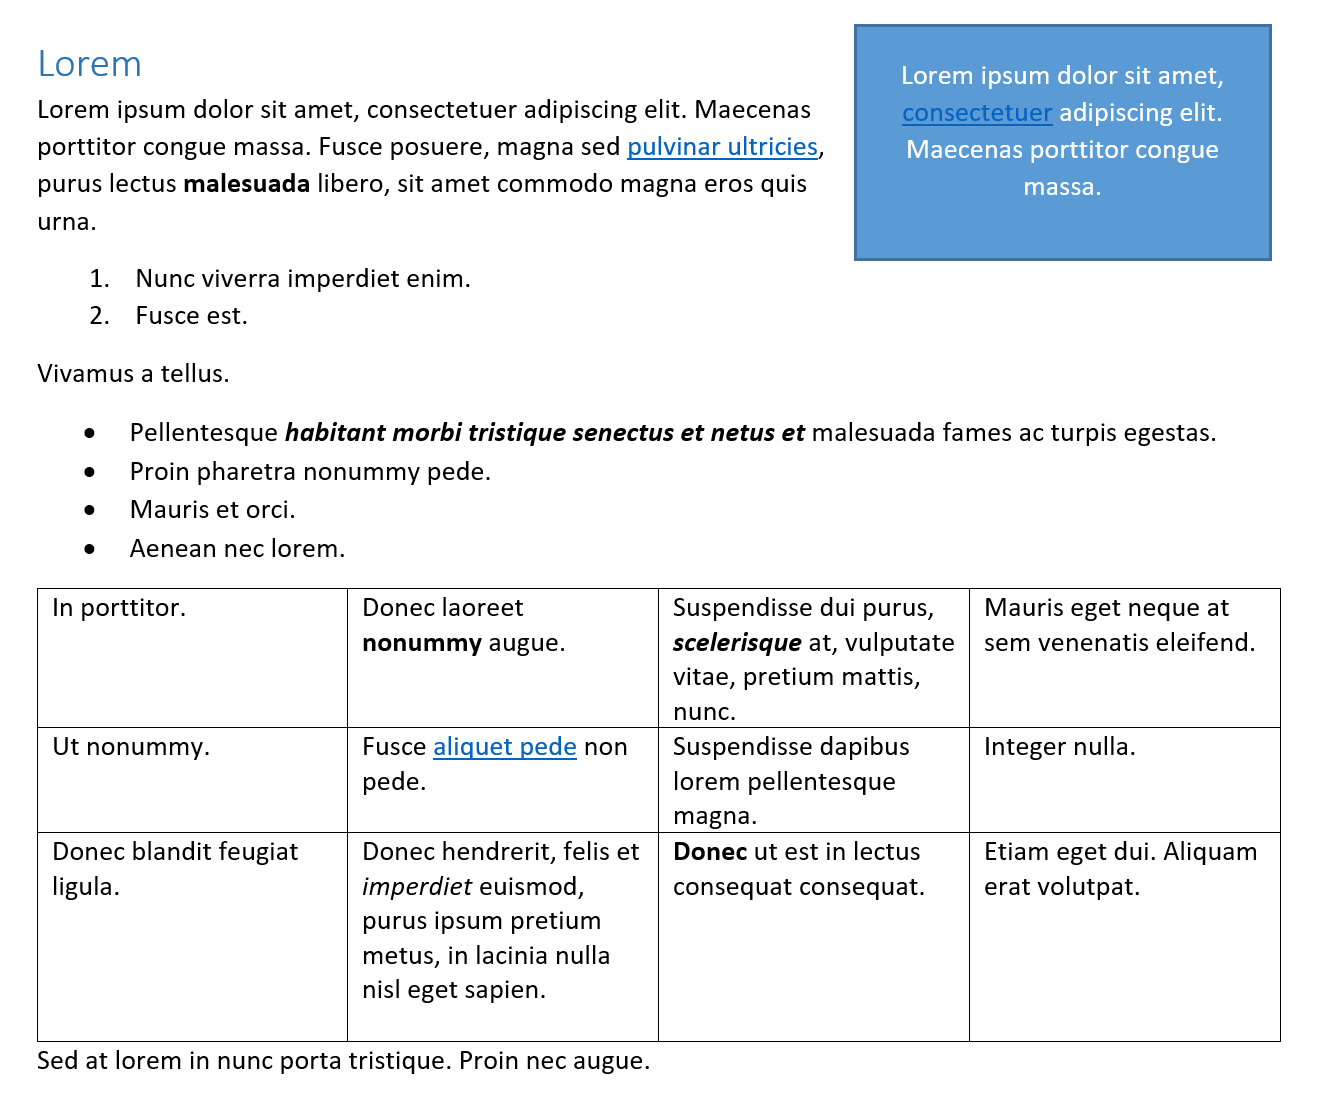 Lorem
Lorem ipsum dolor sit amet, consectetuer adipiscing elit. Maecenas
porttitor congue massa. Fusce posuere, magna sed pulvinar ultricies,
purus lectus malesuada libero, sit amet commodo magna eros quis
urna.
Lorem ipsum dolor sit amet,
consectetuer adipiscing elit.
Maecenas porttitor congue
massa.
1. Nunc viverra imperdiet enim.
2. Fusce est.
Vivamus a tellus.
• Pellentesque habitant morbi tristique senectus et netus et malesuada fames ac turpis egestas.
• Proin pharetra nonummy pede.
• Mauris et orci.
• Aenean nec lorem.
In porttitor.
Donec laoreet
nonummy augue.
Suspendisse dui purus,
scelerisque at, vulputate
vitae, pretium mattis,
nunc.
Mauris eget neque at
sem venenatis eleifend.
Ut nonummy.
Fusce aliquet pede non
pede.
Suspendisse dapibus
lorem pellentesque
magna.
Integer nulla.
Donec blandit feugiat
ligula.
Donec hendrerit, felis et
imperdiet euismod,
purus ipsum pretium
metus, in lacinia nulla
nisl eget sapien.
Donec ut est in lectus
consequat consequat.
Etiam eget dui. Aliquam
erat volutpat.
Sed at lorem in nunc porta tristique. Proin nec augue.